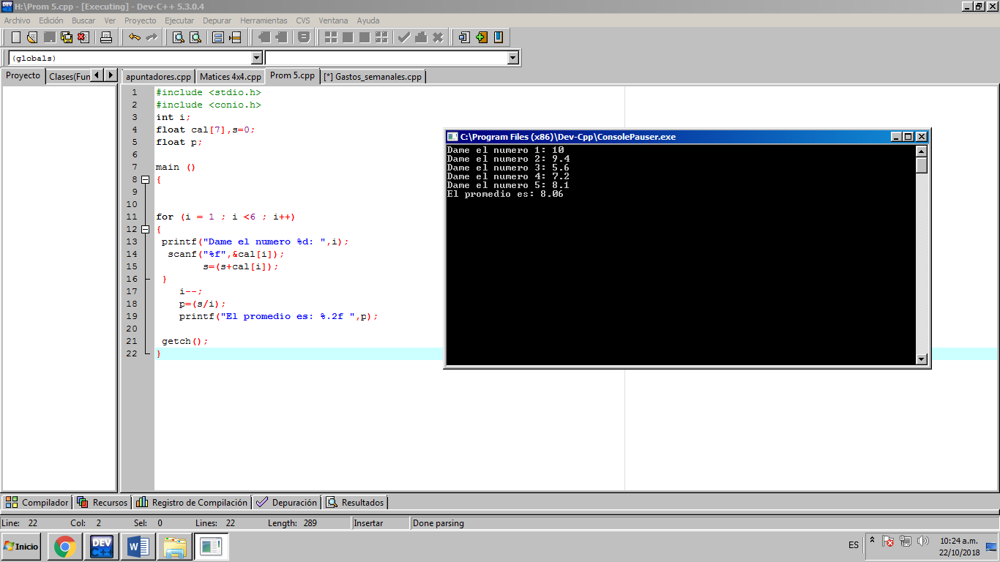 H:\Prom 5.cpp - [Executing] - Dev-C++ 5.3.0.4
Archivo Edición Buscar Ver Proyecto Ejecutar Depurar Herramientas CVS Ventana Ayuda
(globals)
Proyecto Clases(Fun apuntadores.cpp Matices 4x4.cpp Prom 5.cpp [*] Gastos_semanales.cpp
1 #include <stdio.h>
2 #include <conio.h>
3 int i;
4 float cal[7],s=0;
5 float p;
6
7 main ()
8 {
9
10
11 for (i = 1 ; i <6 ; i++)
12 {
13 printf("Dame el numero %d: ",i);
14 scanf("%f",&cal[i]);
15 s=(s+cal[i]);
16 }
17 i--;
18 p=(s/i);
19 printf("El promedio es: %.2f ",p);
20
21 getch();
22 }
C:\Program Files (x86)\Dev-Cpp\ConsolePauser.exe
Dame el numero 1: 10
Dame el numero 2: 9.4
Dame el numero 3: 5.6
Dame el numero 4: 7.2
Dame el numero 5: 8.1
El promedio es: 8.06
Compilador Recursos Registro de Compilación Depuración Resultados
Line: 22 Col: 2 Sel: 0 Lines: 22 Length: 289 Insertar Done parsing
Inicio DEV C++ W ES 10:24 a.m.
22/10/2018